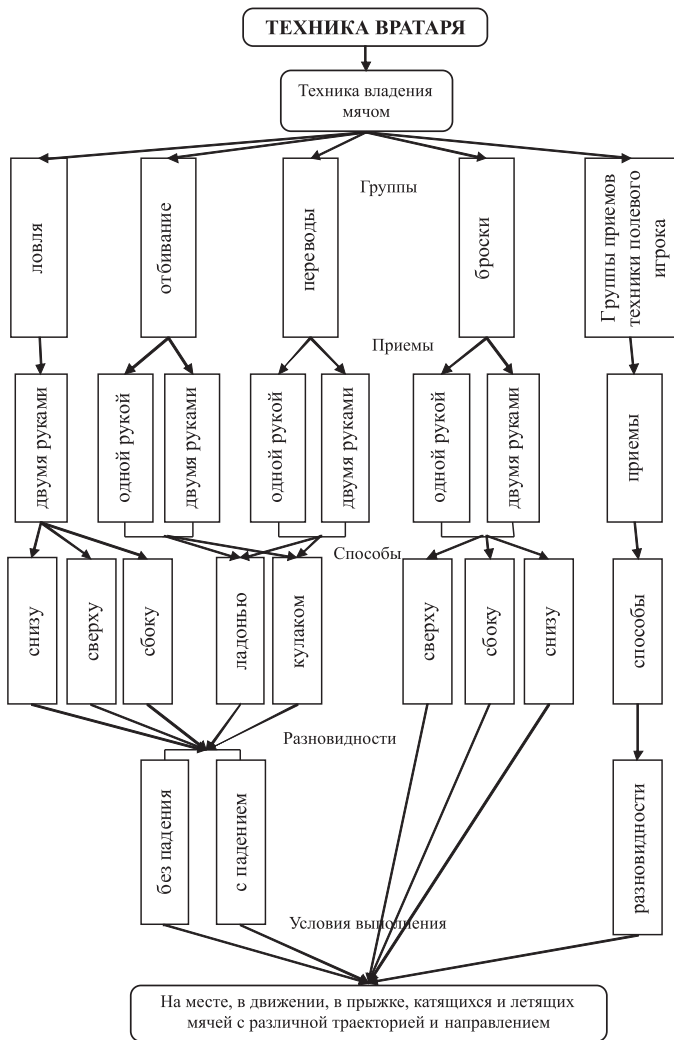 ТЕХНИКА ВРАТАРЯ
Техника владения
мячом
Группы
ловля
отбивание
переводы
броски
Группы приемов
техники полевого
игрока
Приемы
двумя руками
одной рукой
двумя руками
одной рукой
двумя руками
одной рукой
двумя руками
приемы
Способы
снизу
сверху
сбоку
ладонью
кулаком
сверху
сбоку
снизу
способы
Разновидности
без падения
с падением
разновидности
Условия выполнения
На месте, в движении, в прыжке, катящихся и летящих
мячей с различной траекторией и направлением